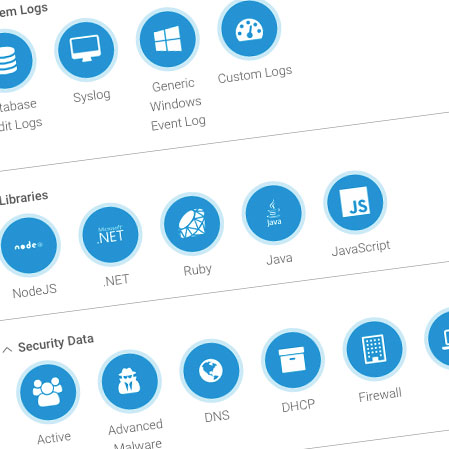 em Logs
tabase
dit Logs
Syslog
Generic
Windows
Event Log
Custom Logs
Libraries
node
Microsoft
.NET
Java
JS
NodeJS
.NET
Ruby
Java
JavaScript
Security Data
Active
Advanced
Malware
DNS
DHCP
Firewall